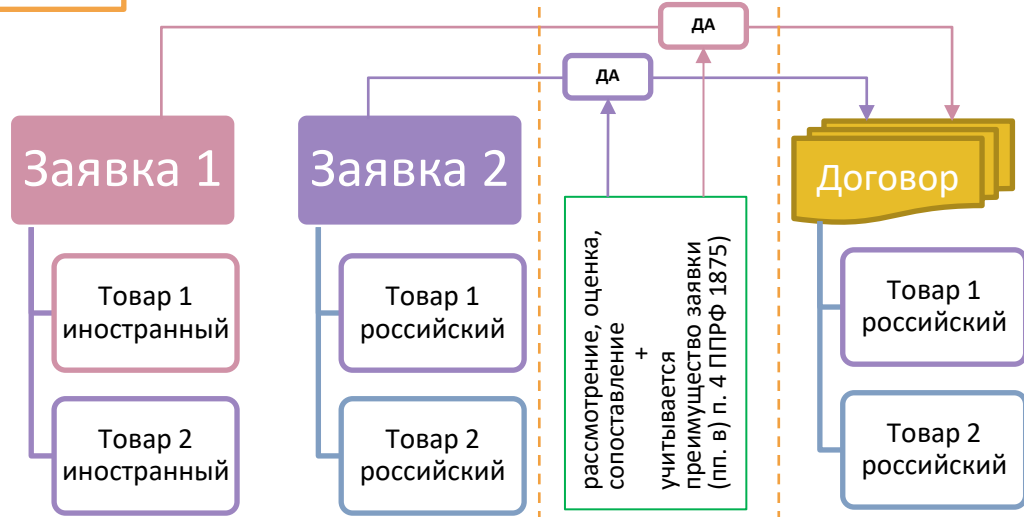 ДА
ДА
Заявка 1
Заявка 2
Договор
Товар 1
иностранный
Товар 2
иностранный
Товар 1
российский
Товар 2
российский
рассмотрение, оценка,
сопоставление
+
учитывается
преимущество заявки
(пп. в) п. 4 ППРФ 1875)
Товар 1
российский
Товар 2
российский